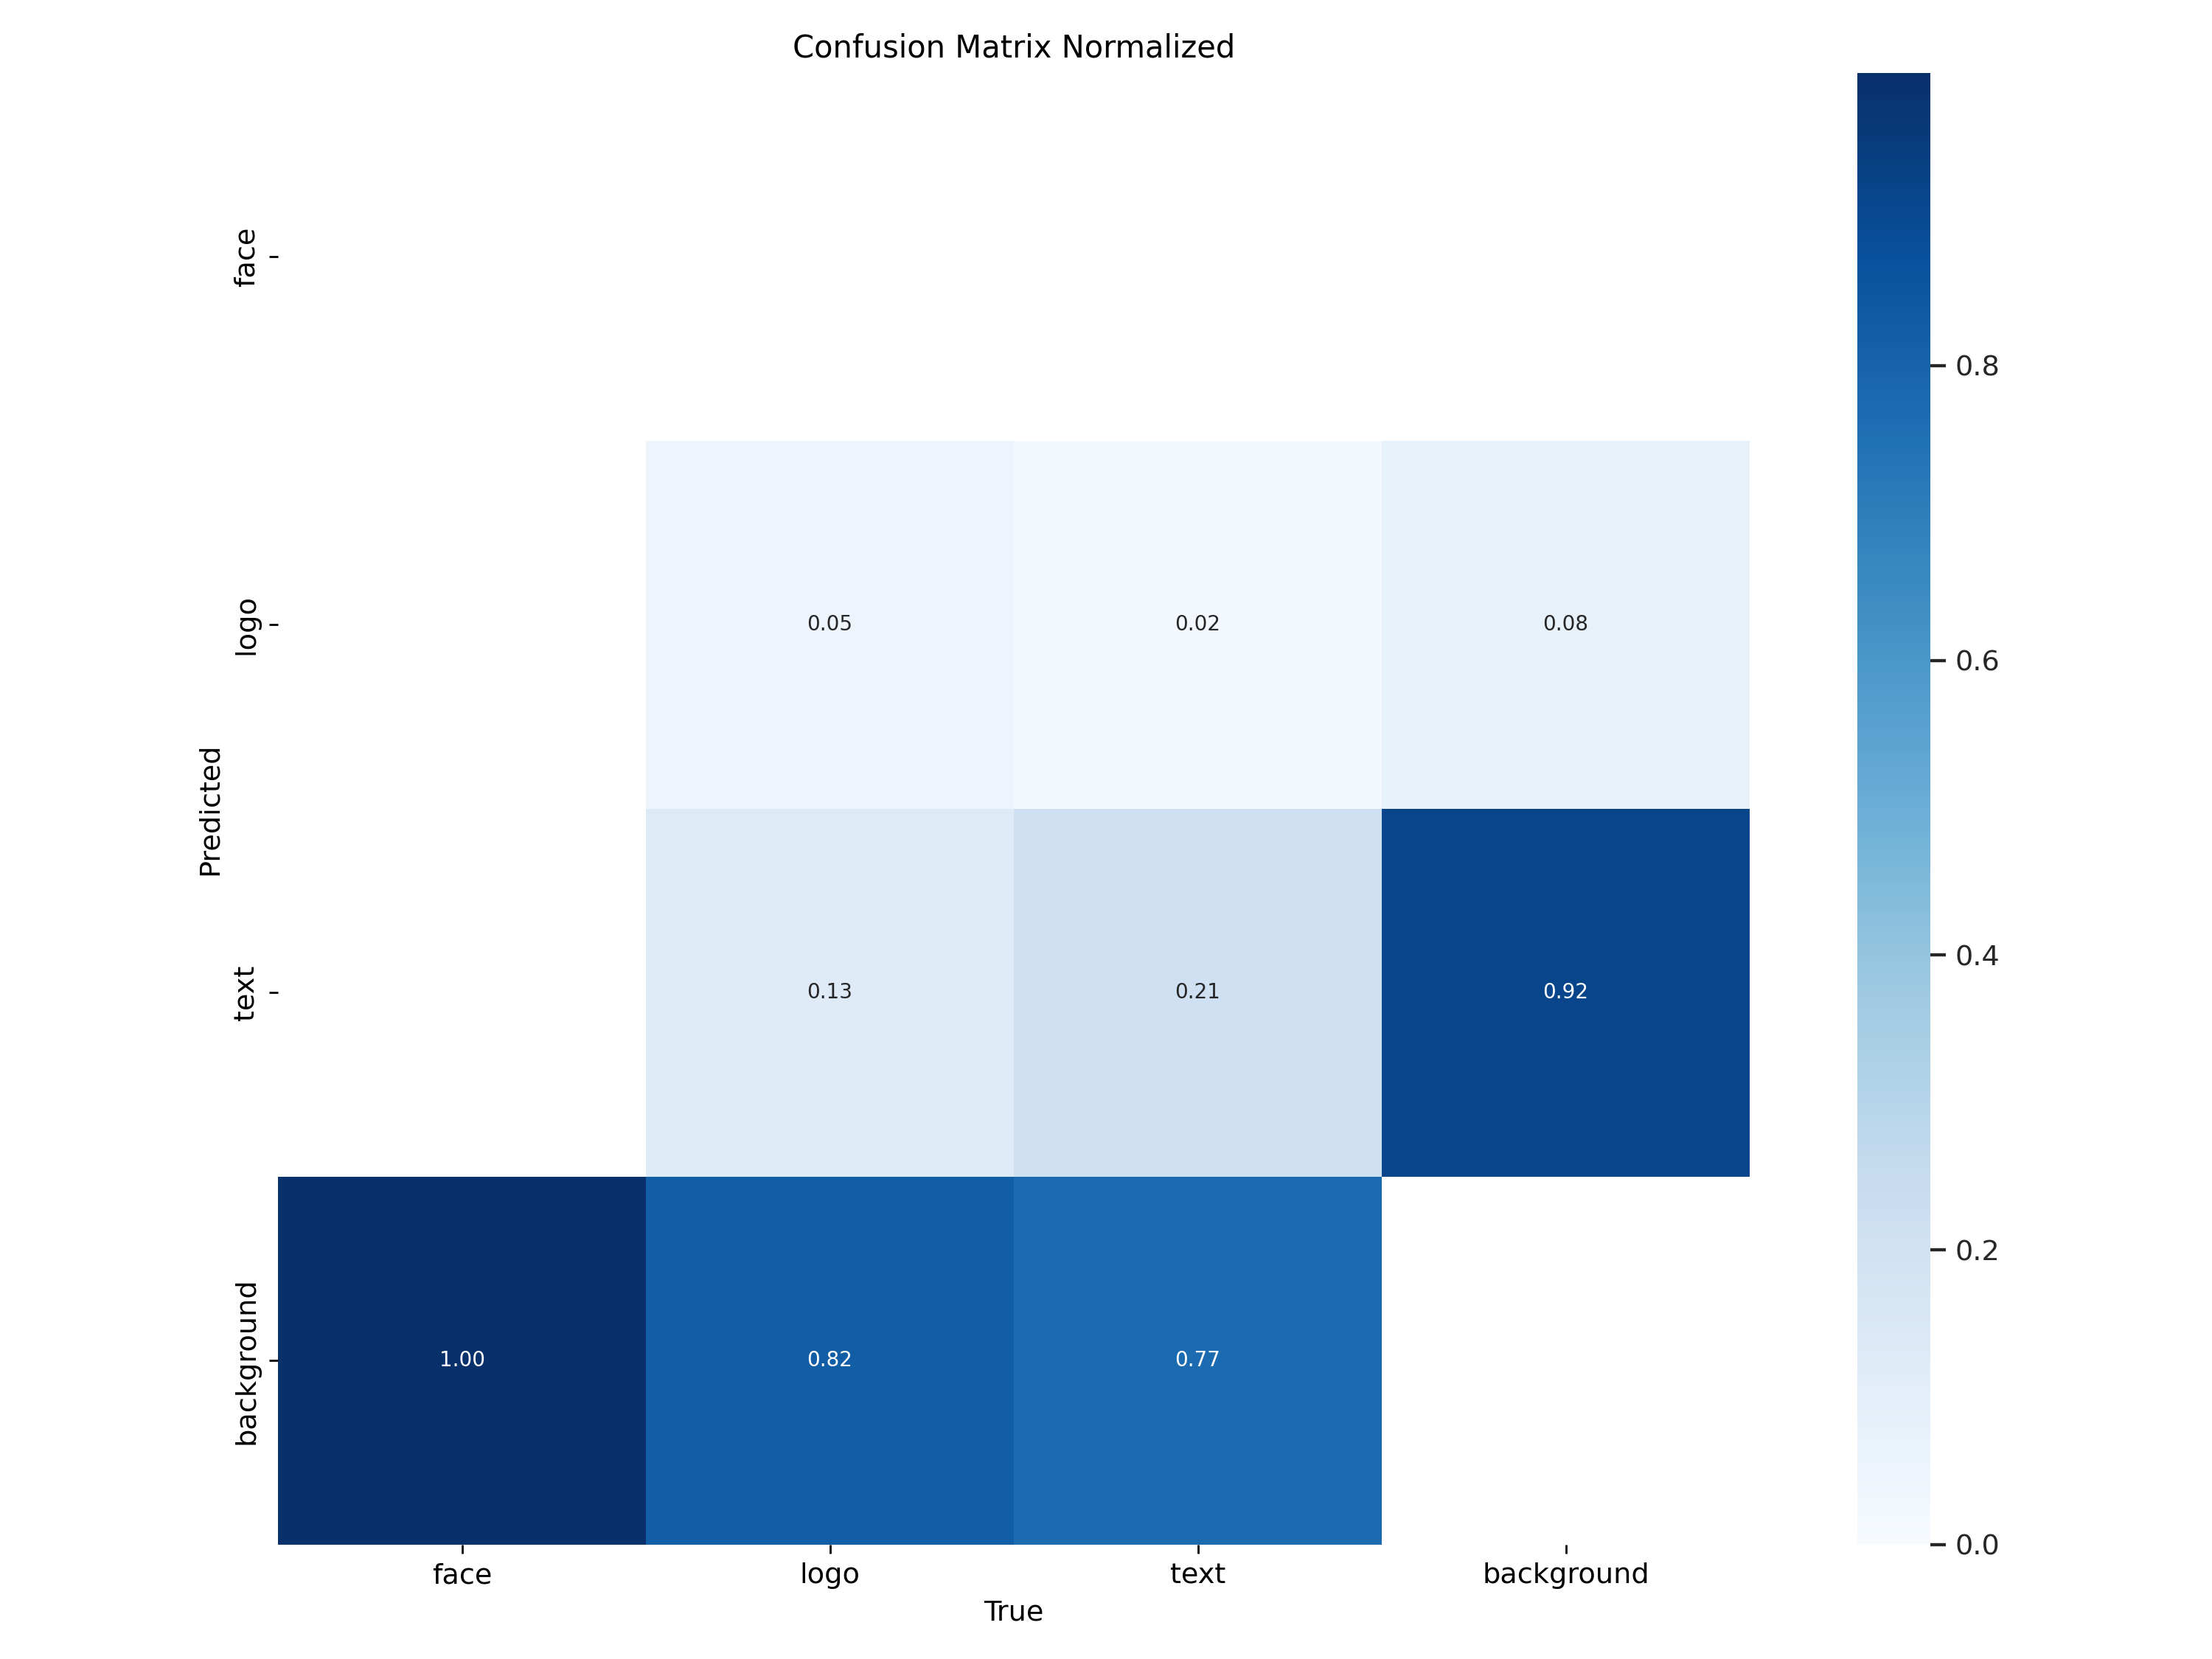 Confusion Matrix Normalized
face
logo
0.05 0.02 0.08
text
0.13 0.21 0.92
background
1.00 0.82 0.77
Predicted
face logo text background
True
0.8
0.6
0.4
0.2
0.0